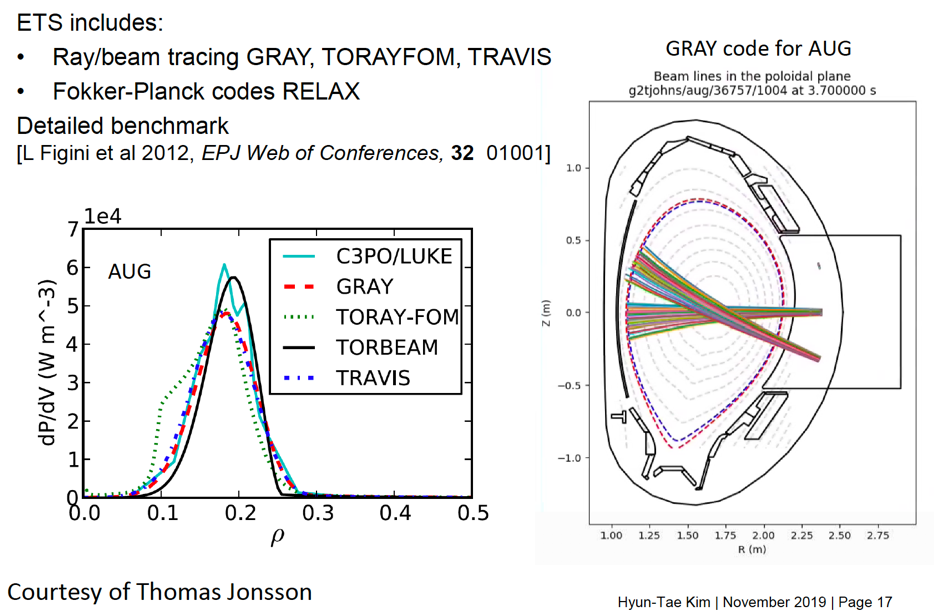 ETS includes:
• Ray/beam tracing GRAY, TORAYFOM, TRAVIS
• Fokker-Planck codes RELAX
Detailed benchmark
[L Figini et al 2012, EPJ Web of Conferences, 32 01001]
1e4
7
6
5
4
3
2
1
0
dP/dV (W m^-3)
AUG
C3PO/LUKE
GRAY
TORAY-FOM
TORBEAM
TRAVIS
0.0 0.1 0.2 0.3 0.4 0.5
ρ
GRAY code for AUG
Beam lines in the poloidal plane
g2tjohns/aug/36757/1004 at 3.700000 s
1.0
0.5
0.0
−0.5
−1.0
Z (m)
1.00 1.25 1.50 1.75 2.00 2.25 2.50 2.75
R (m)
Courtesy of Thomas Jonsson
Hyun-Tae Kim | November 2019 | Page 17